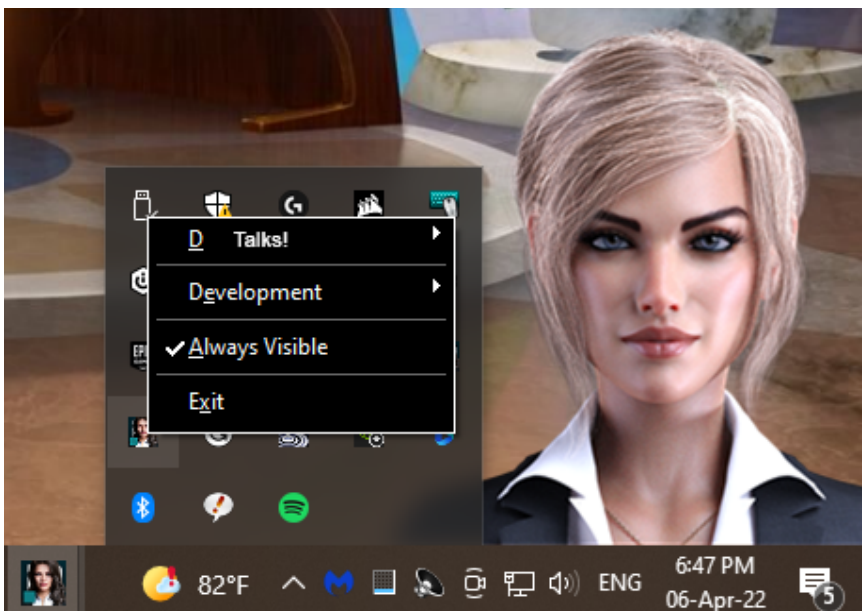 D Talks!
Development
Always Visible
Exit
82°F
ENG
6:47 PM
06-Apr-22
5